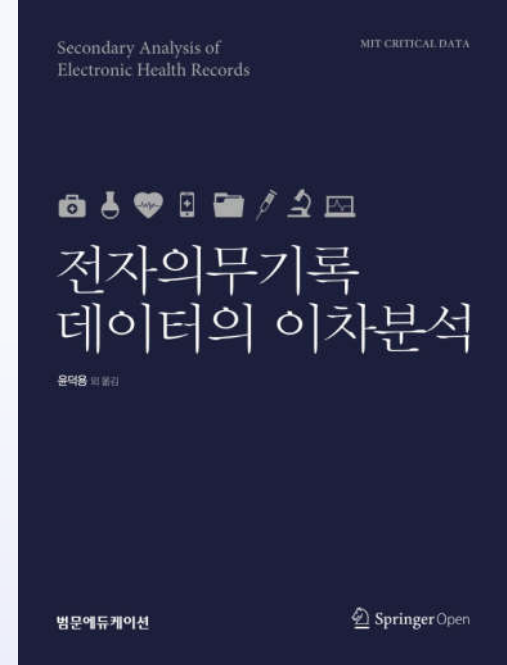 Secondary Analysis of
Electronic Health Records
MIT CRITICAL DATA
전자의무기록
데이터의 이차분석
윤덕용 외 옮김
범문에듀케이션
Springer Open